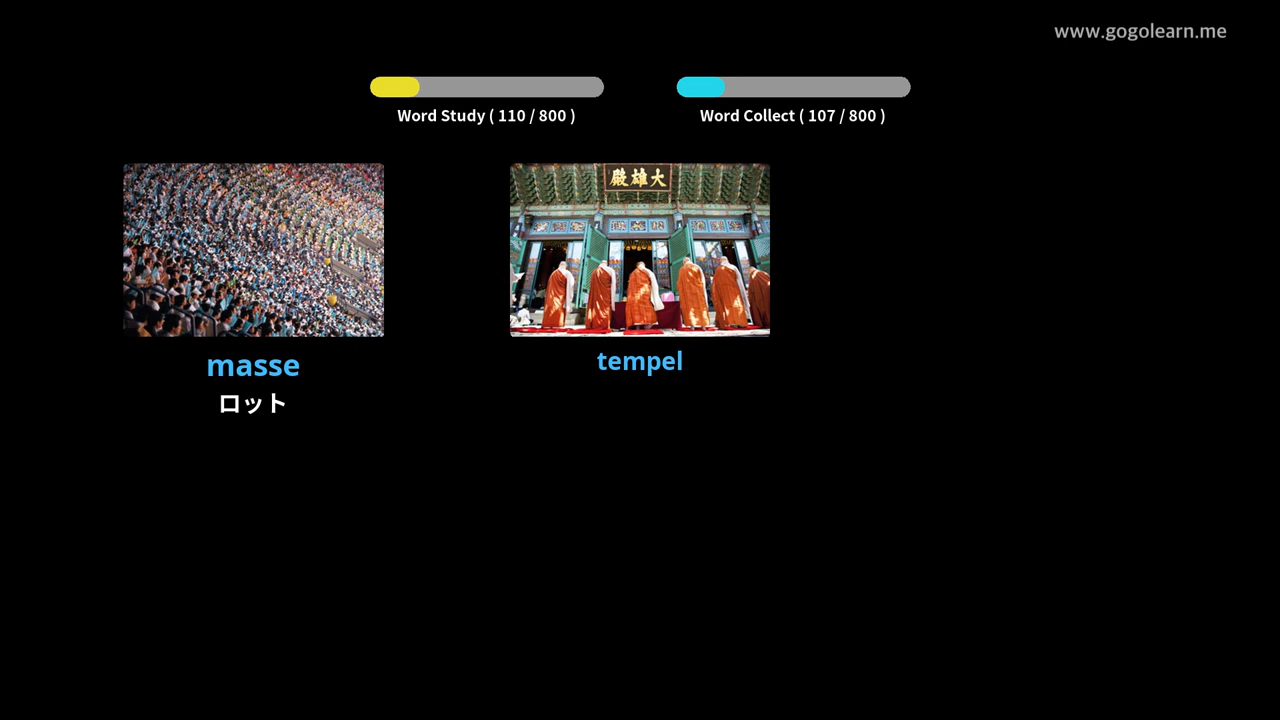 www.gogolearn.me
Word Study ( 110 / 800 )
Word Collect ( 107 / 800 )
殿雄大
masse
tempel
ロット